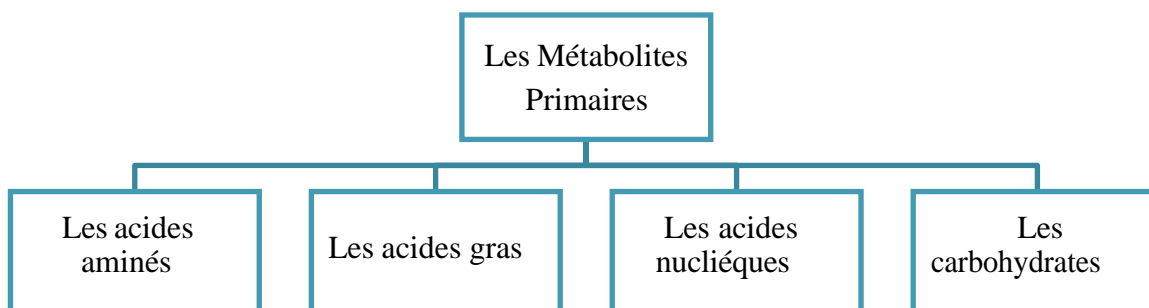 Les Métabolites
Primaires
Les acides
aminés
Les acides gras
Les acides
nucliéques
Les
carbohydrates